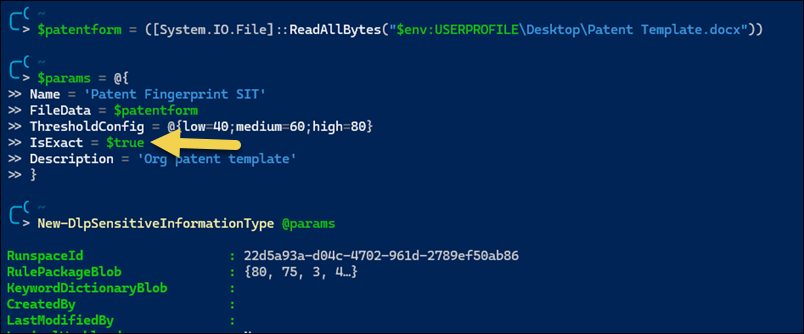 ~
> $patentform = ([System.IO.File]::ReadAllBytes("$env:USERPROFILE\Desktop\Patent Template.docx"))
~
> $params = @{
>> Name = 'Patent Fingerprint SIT'
>> FileData = $patentform
>> ThresholdConfig = @{low=40;medium=60;high=80}
>> IsExact = $true
>> Description = 'Org patent template'
>> }
~
> New-DlpSensitiveInformationType @params
RunspaceId : 22d5a93a-d04c-4702-961d-2789ef50ab86
RulePackageBlob : {80, 75, 3, 4…}
KeywordDictionaryBlob :
CreatedBy :
LastModifiedBy :